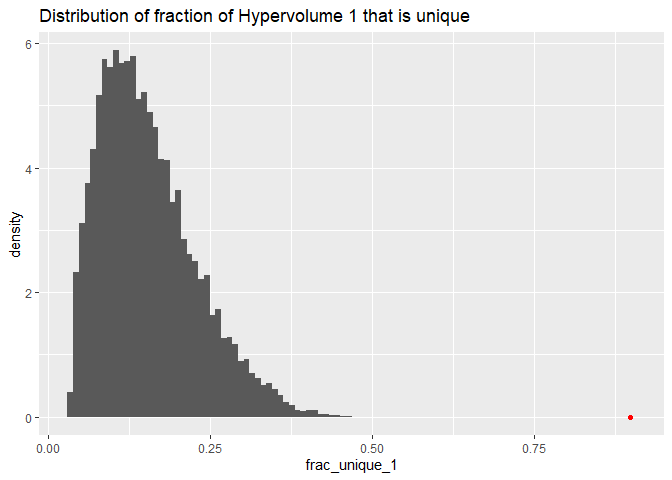 Distribution of fraction of Hypervolume 1 that is unique
6
4
2
0
density
0.00 0.25 0.50 0.75
frac_unique_1